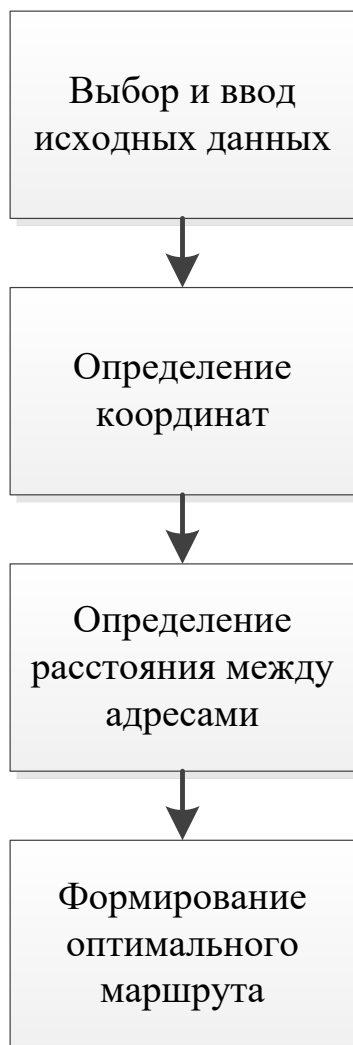 Выбор и ввод
исходных данных
Определение
координат
Определение
расстояния между
адресами
Формирование
оптимального
маршрута